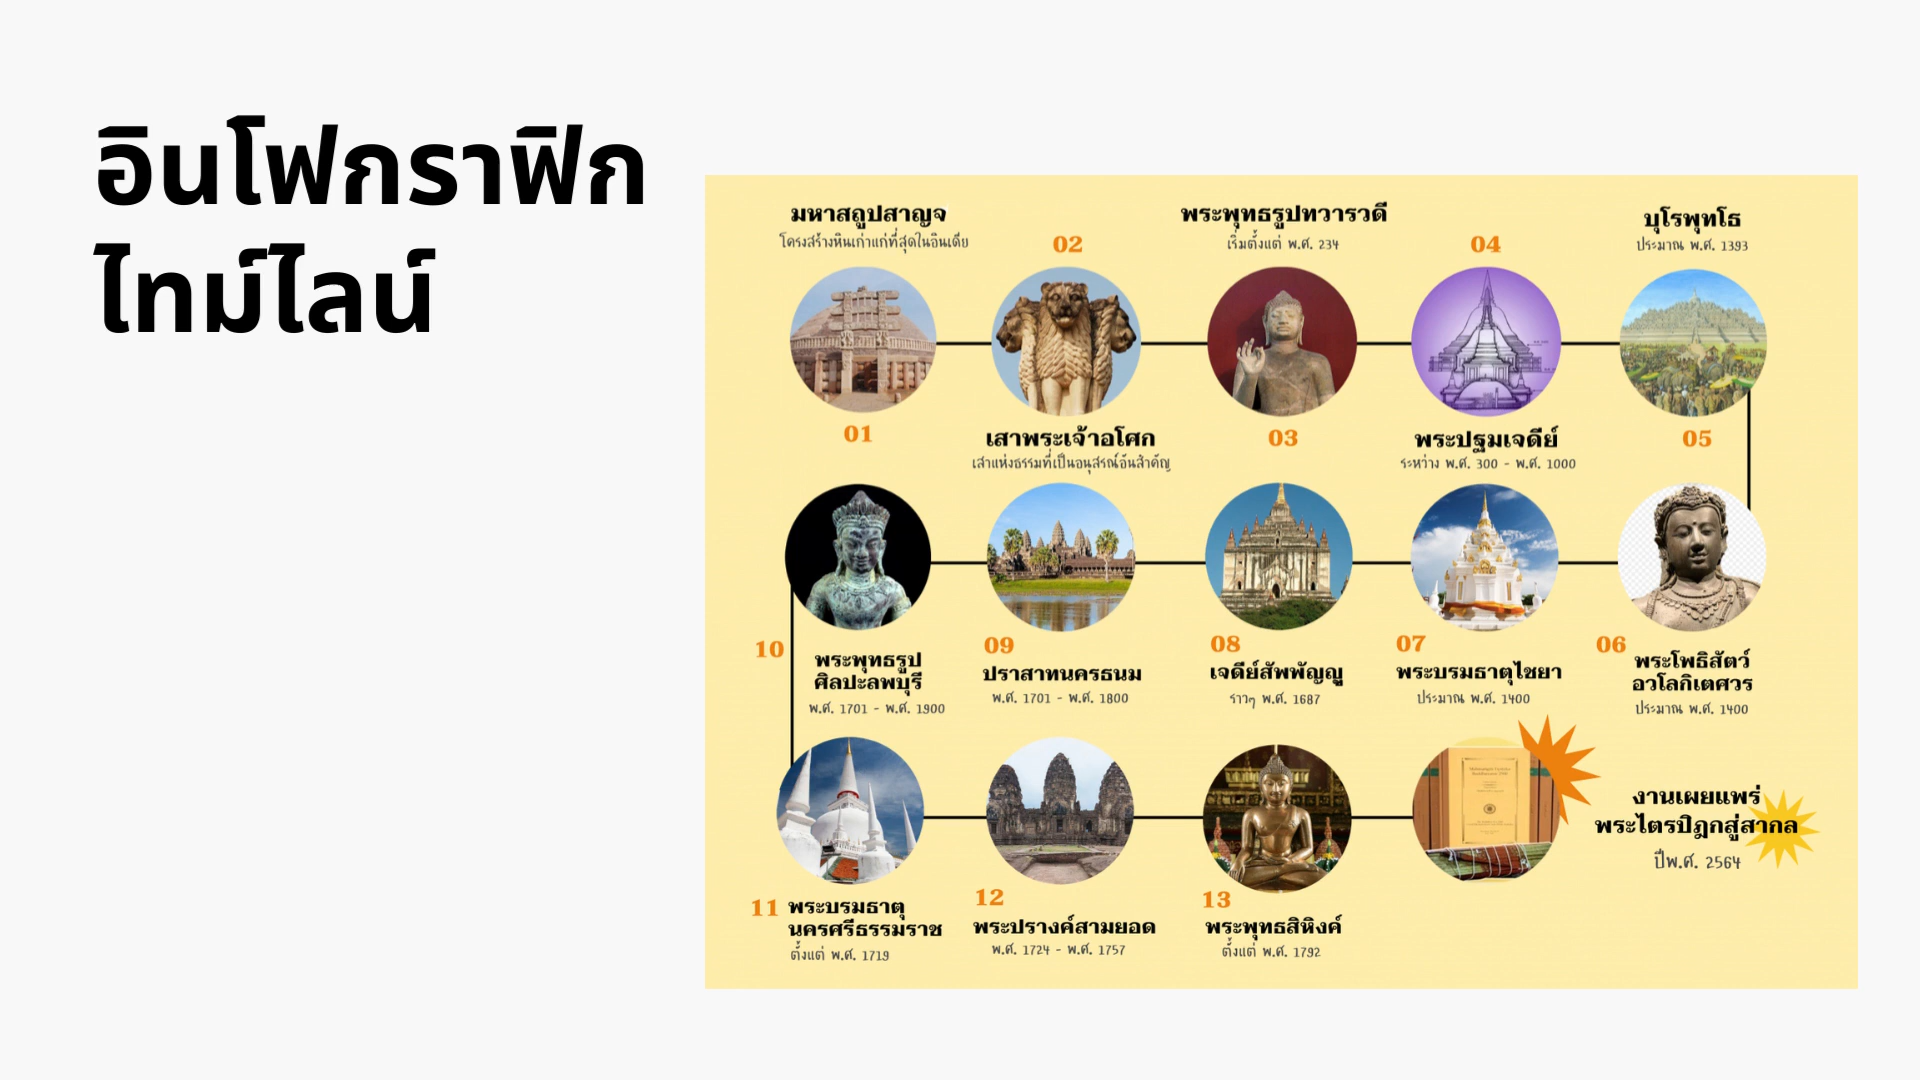 อินโฟกราฟิก
ไทม์ไลน์
มหาสถูปสาญจ
โครงสร้างหินเก่าแก่ที่สุดในอินเดีย
01
02
เสาพระเจ้าอโศก
เสาแห่งธรรมที่เป็นอนุสรณ์อันสำคัญ
พระพุทธรูปทวารวดี
เริ่มตั้งแต่ พ.ศ. 234
03
04
พระปฐมเจดีย์
ระหว่าง พ.ศ. 300 - พ.ศ. 1000
บุโรพุทโธ
ประมาณ พ.ศ. 1393
05
06
พระโพธิสัตว์
อวโลกิเตศวร
ประมาณ พ.ศ. 1400
07
พระบรมธาตุไชยา
ประมาณ พ.ศ. 1400
08
เจดีย์สัพพัญญู
ราวๆ พ.ศ. 1687
09
ปราสาทนครธนม
พ.ศ. 1701 - พ.ศ. 1800
10
พระพุทธรูป
ศิลปะลพบุรี
พ.ศ. 1701 - พ.ศ. 1900
11
พระบรมธาตุ
นครศรีธรรมราช
ตั้งแต่ พ.ศ. 1719
12
พระปรางค์สามยอด
พ.ศ. 1724 - พ.ศ. 1757
13
พระพุทธสิหิงค์
ตั้งแต่ พ.ศ. 1792
งานเผยแพร่
พระไตรปิฎกสู่สากล
ปีพ.ศ. 2564